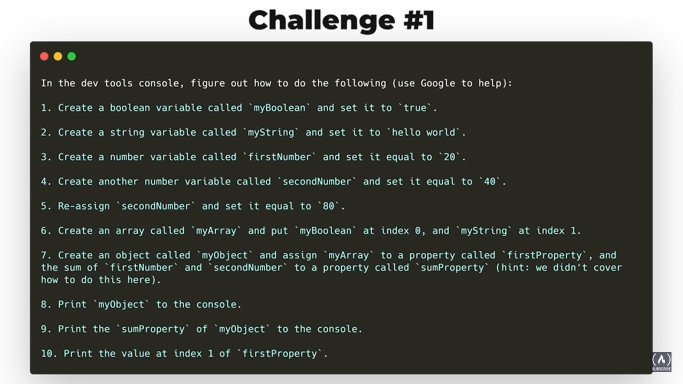 Challenge #1
In the dev tools console, figure out how to do the following (use Google to help):
1. Create a boolean variable called `myBoolean` and set it to `true`.
2. Create a string variable called `myString` and set it to `hello world`.
3. Create a number variable called `firstNumber` and set it equal to `20`.
4. Create another number variable called `secondNumber` and set it equal to `40`.
5. Re-assign `secondNumber` and set it equal to `80`.
6. Create an array called `myArray` and put `myBoolean` at index 0, and `myString` at index 1.
7. Create an object called `myObject` and assign `myArray` to a property called `firstProperty`, and
the sum of `firstNumber` and `secondNumber` to a property called `sumProperty` (hint: we didn't cover
how to do this here).
8. Print `myObject` to the console.
9. Print the `sumProperty` of `myObject` to the console.
10. Print the value at index 1 of `firstProperty`.
SUBSCRIBE